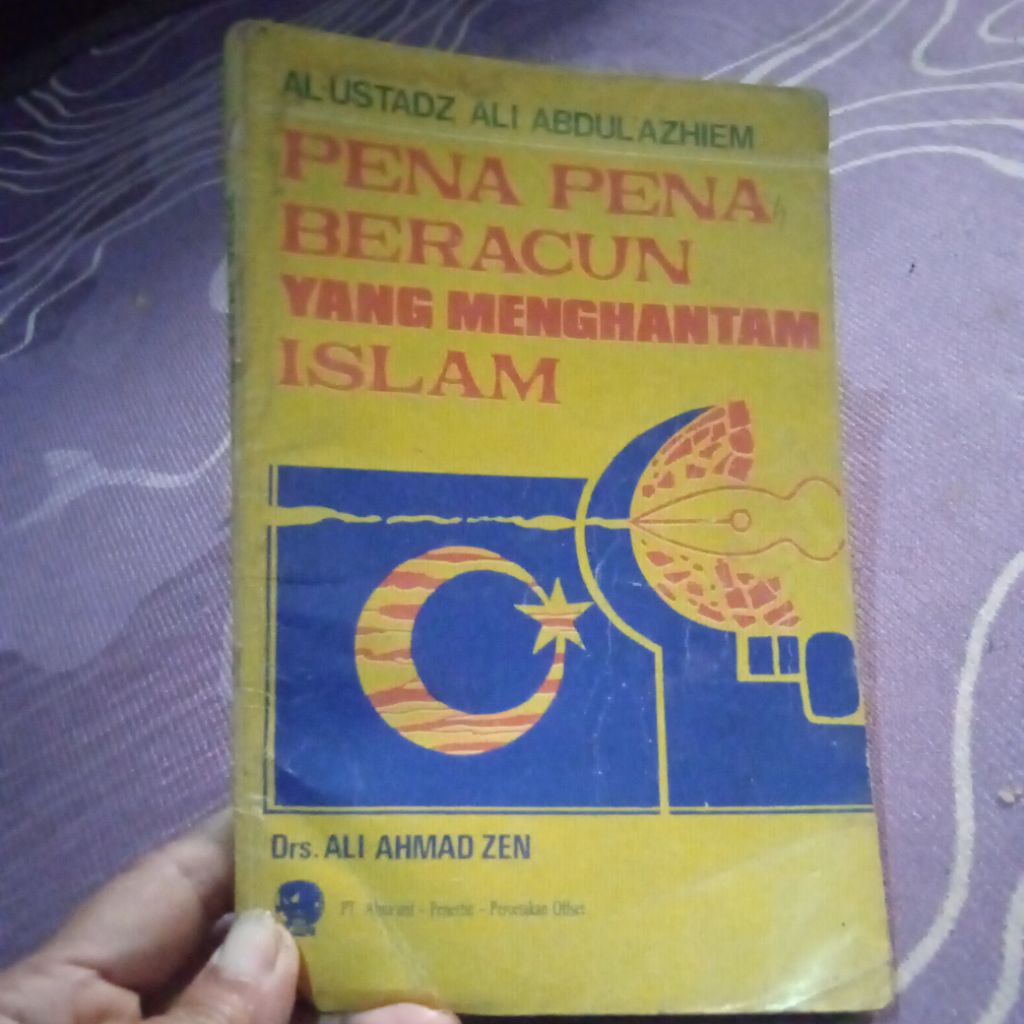 AL-USTADZ ALI ABDUL'AZHIEM
PENA PENA
BERACUN
YANG MENGHANTAM
ISLAM
Drs. ALI AHMAD ZEN
PT. Alma'arif - Penerbit - Percetakan Offset